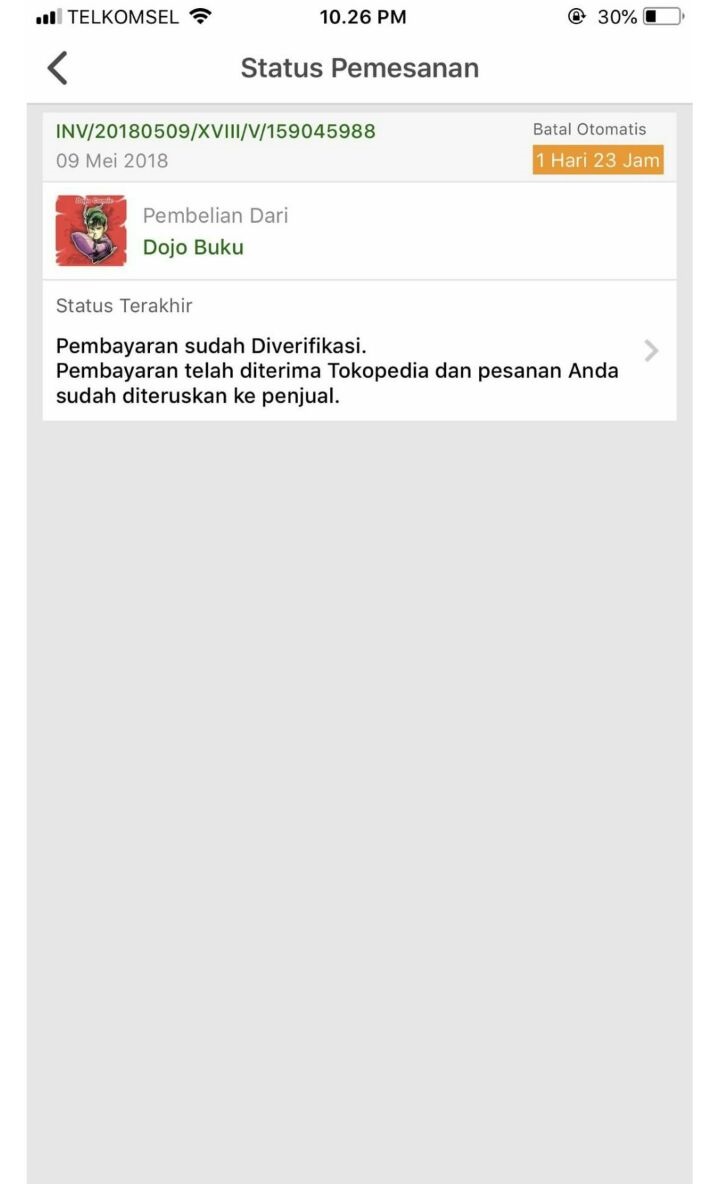 TELKOMSEL 10.26 PM 30%
Status Pemesanan
INV/20180509/XVIII/V/159045988 Batal Otomatis
09 Mei 2018 1 Hari 23 Jam
Dojo Comic
Pembelian Dari
Dojo Buku
Status Terakhir
Pembayaran sudah Diverifikasi.
Pembayaran telah diterima Tokopedia dan pesanan Anda
sudah diteruskan ke penjual.